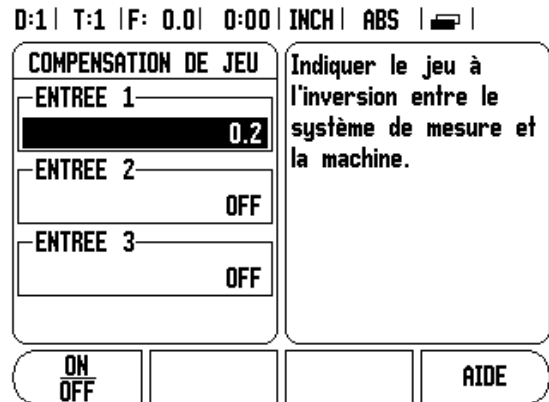 D:1| T:1 |F: 0.0| 0:00|INCH| ABS | |
COMPENSATION DE JEU
ENTREE 1
0.2
ENTREE 2
OFF
ENTREE 3
OFF
Indiquer le jeu à
l'inversion entre le
système de mesure et
la machine.
ON
OFF
AIDE